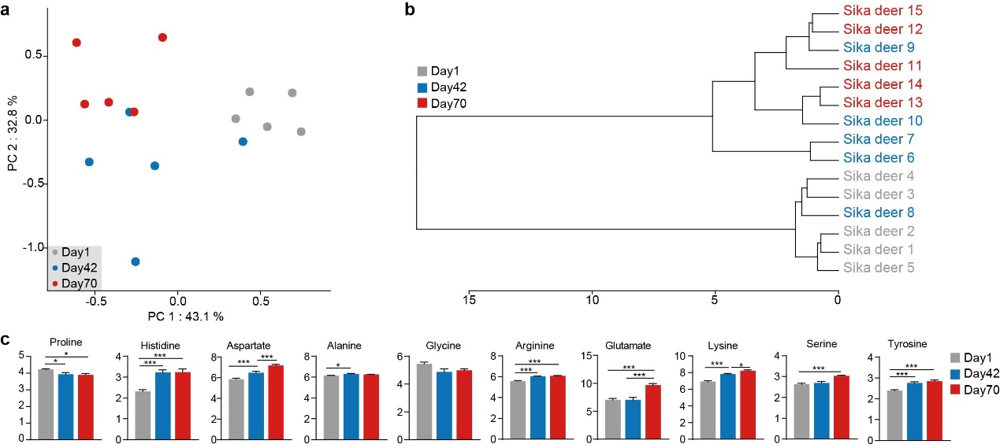 a
0.5
0.0
-0.5
-1.0
PC 2 : 32.8 %
Day1
Day42
Day70
-0.5
0.0
0.5
PC 1 : 43.1 %
b
Day1
Day42
Day70
Sika deer 15
Sika deer 12
Sika deer 9
Sika deer 11
Sika deer 14
Sika deer 13
Sika deer 10
Sika deer 7
Sika deer 6
Sika deer 4
Sika deer 3
Sika deer 8
Sika deer 2
Sika deer 1
Sika deer 5
15
10
5
0
c
Proline
5
4
3
2
1
0
*
*
Histidine
4
3
2
1
0
***
***
Aspartate
8
6
4
2
0
***
***
Alanine
8
6
4
2
0
*
Glycine
6
4
2
0
Arginine
8
6
4
2
0
***
***
Glutamate
15
10
5
0
***
***
Lysine
10
8
6
4
2
0
***
*
Serine
4
3
2
1
0
***
Tyrosine
4
3
2
1
0
***
***
Day1
Day42
Day70